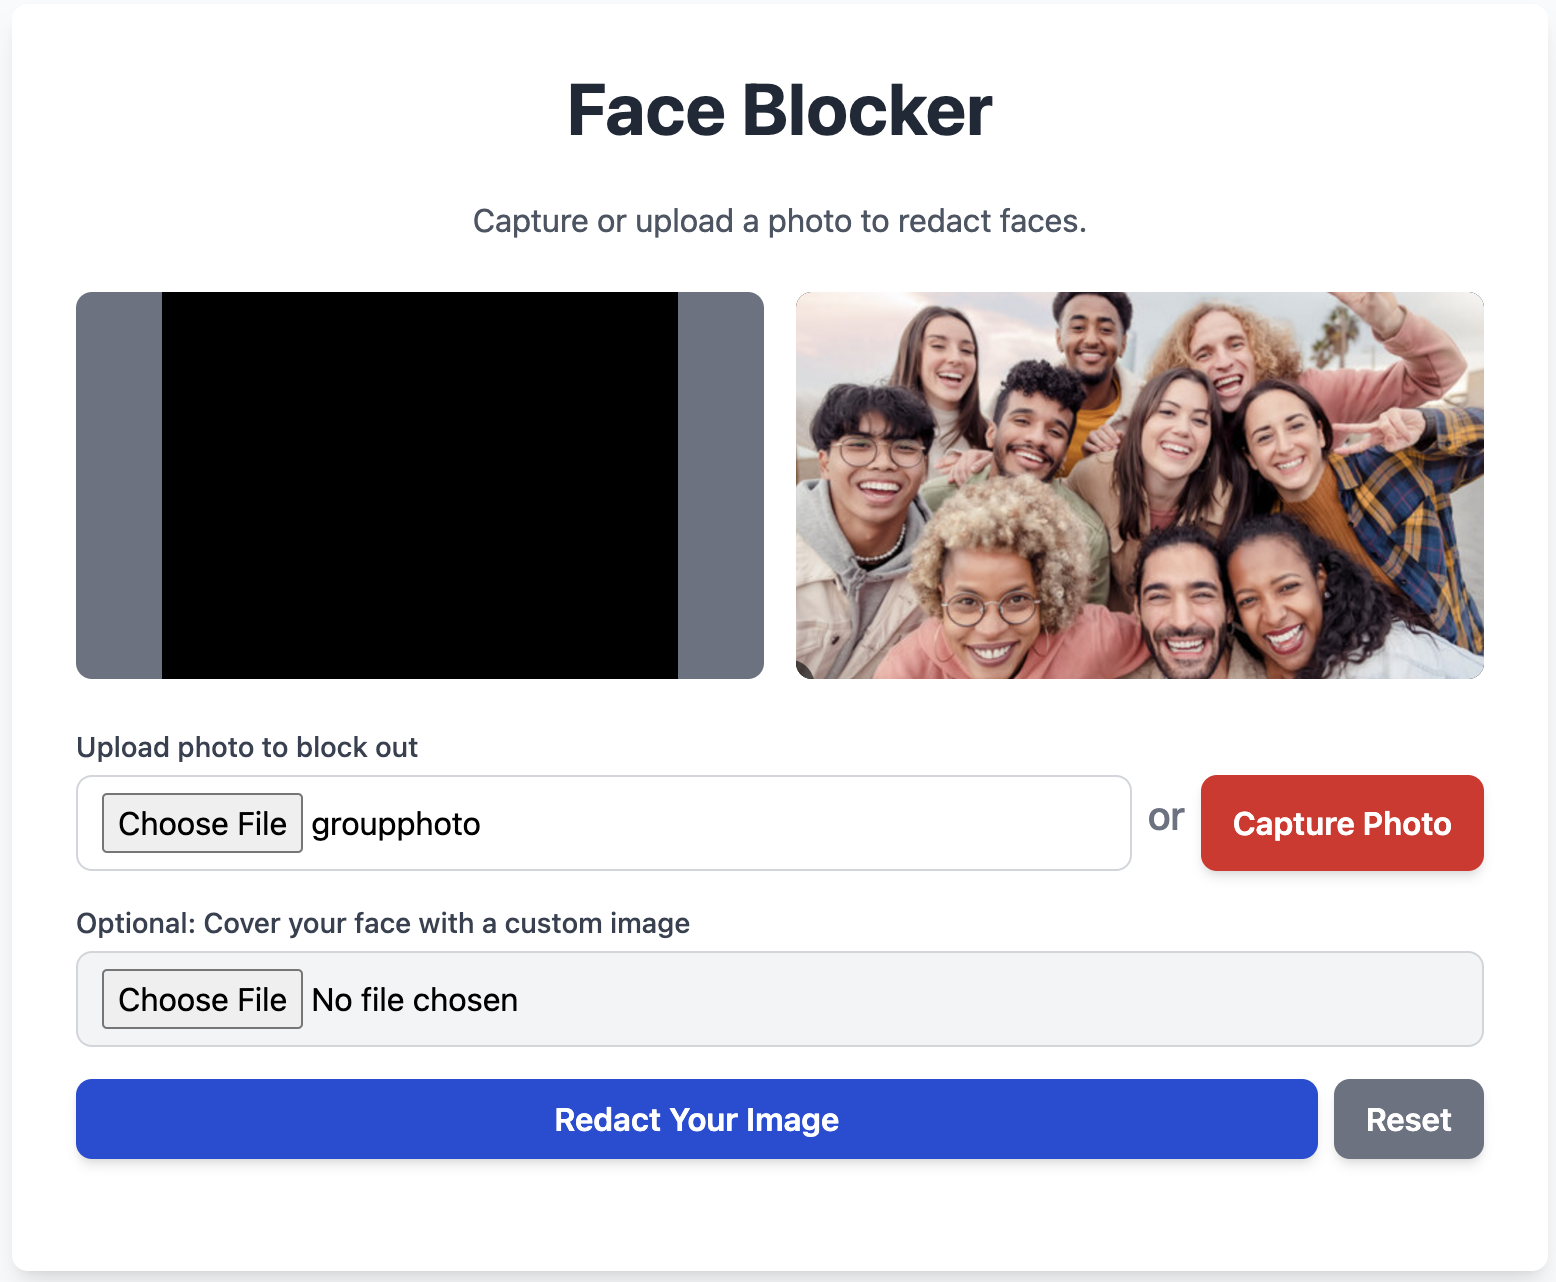 Face Blocker
Capture or upload a photo to redact faces.
Upload photo to block out
Choose File groupphoto
or
Capture Photo
Optional: Cover your face with a custom image
Choose File No file chosen
Redact Your Image
Reset